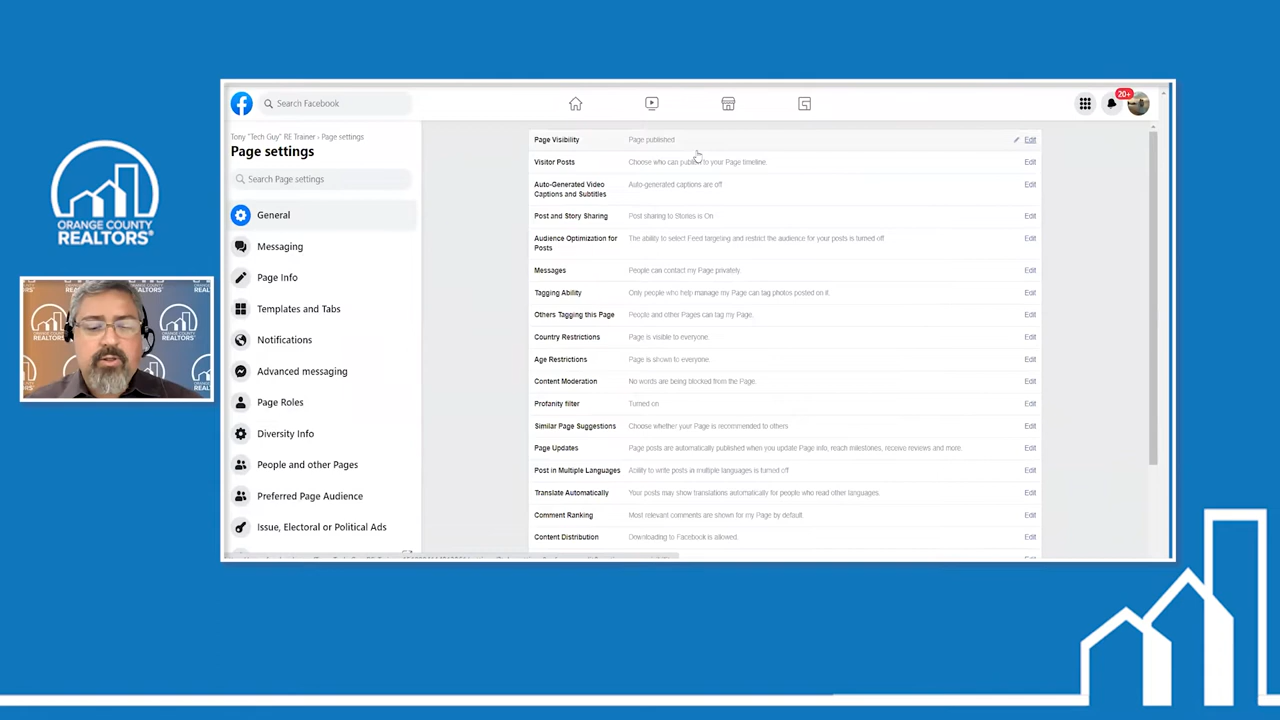 ORANGE COUNTY
REALTORS®
Search Facebook
20+
Tony "Tech Guy" RE Trainer › Page settings
Page settings
Search Page settings
General
Messaging
Page Info
Templates and Tabs
Notifications
Advanced messaging
Page Roles
Diversity Info
People and other Pages
Preferred Page Audience
Issue, Electoral or Political Ads
Page Visibility Page published Edit
Visitor Posts Choose who can publish to your Page timeline. Edit
Auto-Generated Video Auto-generated captions are off Edit
Captions and Subtitles
Post and Story Sharing Post sharing to Stories is On Edit
Audience Optimization for The ability to select Feed targeting and restrict the audience for your posts is turned off Edit
Posts
Messages People can contact my Page privately. Edit
Tagging Ability Only people who help manage my Page can tag photos posted on it. Edit
Others Tagging this Page People and other Pages can tag my Page. Edit
Country Restrictions Page is visible to everyone. Edit
Age Restrictions Page is shown to everyone. Edit
Content Moderation No words are being blocked from the Page. Edit
Profanity filter Turned on Edit
Similar Page Suggestions Choose whether your Page is recommended to others Edit
Page Updates Page posts are automatically published when you update Page info, reach milestones, receive reviews and more. Edit
Post in Multiple Languages Ability to write posts in multiple languages is turned off Edit
Translate Automatically Your posts may show translations automatically for people who read other languages. Edit
Comment Ranking Most relevant comments are shown for my Page by default. Edit
Content Distribution Downloading to Facebook is allowed. Edit